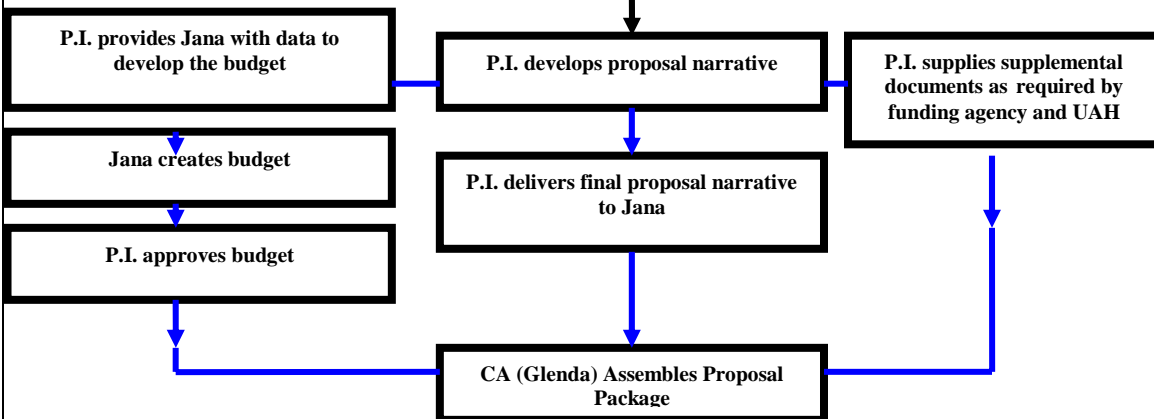 P.I. provides Jana with data to
develop the budget
P.I. develops proposal narrative
P.I. supplies supplemental
documents as required by
funding agency and UAH
Jana creates budget
P.I. delivers final proposal narrative
to Jana
P.I. approves budget
CA (Glenda) Assembles Proposal
Package